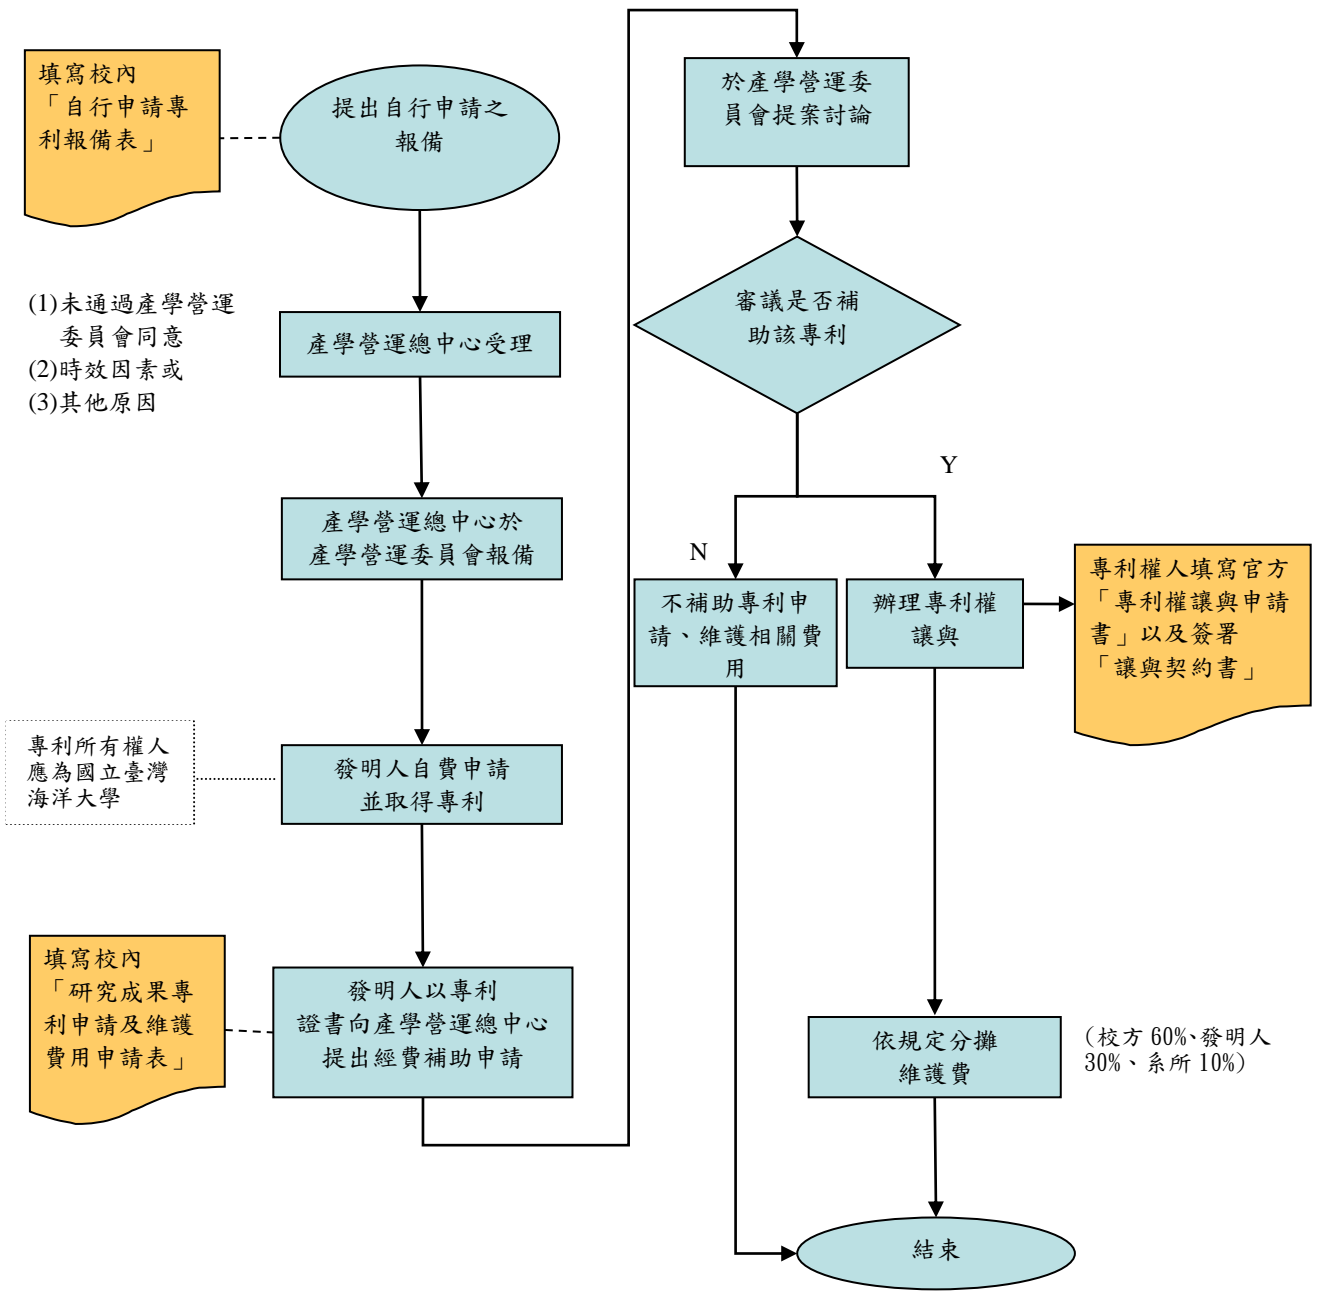 填寫校內
「自行申請專
利報備表」
提出自行申請之
報備
(1)未通過產學營運
委員會同意
(2)時效因素或
(3)其他原因
產學營運總中心受理
產學營運總中心於
產學營運委員會報備
專利所有權人
應為國立臺灣
海洋大學
發明人自費申請
並取得專利
填寫校內
「研究成果專
利申請及維護
費用申請表」
發明人以專利
證書向產學營運總中心
提出經費補助申請
於產學營運委
員會提案討論
審議是否補
助該專利
Y
N
不補助專利申
請、維護相關費
用
辦理專利權
讓與
專利權人填寫官方
「專利權讓與申請
書」以及簽署
「讓與契約書」
依規定分攤
維護費
(校方 60%、發明人
30%、系所 10%)
結束